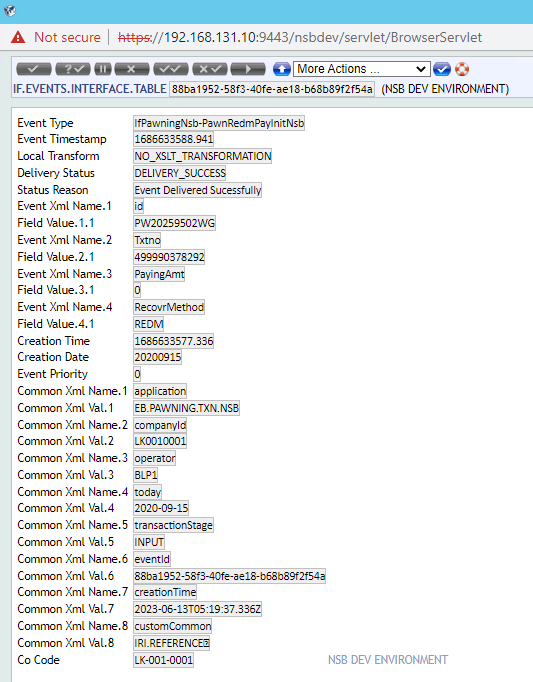 Not secure | https://192.168.131.10:9443/nsbdev/servlet/BrowserServlet
More Actions ...
IF.EVENTS.INTERFACE.TABLE 88ba1952-58f3-40fe-ae18-b68b89f2f54a (NSB DEV ENVIRONMENT)
Event Type IfPawningNsb-PawnRedmPayInitNsb
Event Timestamp 1686633588.941
Local Transform NO_XSLT_TRANSFORMATION
Delivery Status DELIVERY_SUCCESS
Status Reason Event Delivered Sucessfully
Event Xml Name.1 id
Field Value.1.1 PW20259502WG
Event Xml Name.2 Txtno
Field Value.2.1 499990378292
Event Xml Name.3 PayingAmt
Field Value.3.1 0
Event Xml Name.4 RecovrMethod
Field Value.4.1 REDM
Creation Time 1686633577.336
Creation Date 20200915
Event Priority 0
Common Xml Name.1 application
Common Xml Val.1 EB.PAWNING.TXN.NSB
Common Xml Name.2 companyId
Common Xml Val.2 LK0010001
Common Xml Name.3 operator
Common Xml Val.3 BLP1
Common Xml Name.4 today
Common Xml Val.4 2020-09-15
Common Xml Name.5 transactionStage
Common Xml Val.5 INPUT
Common Xml Name.6 eventId
Common Xml Val.6 88ba1952-58f3-40fe-ae18-b68b89f2f54a
Common Xml Name.7 creationTime
Common Xml Val.7 2023-06-13T05:19:37.336Z
Common Xml Name.8 customCommon
Common Xml Val.8 IRI.REFERENCE
Co Code LK-001-0001 NSB DEV ENVIRONMENT